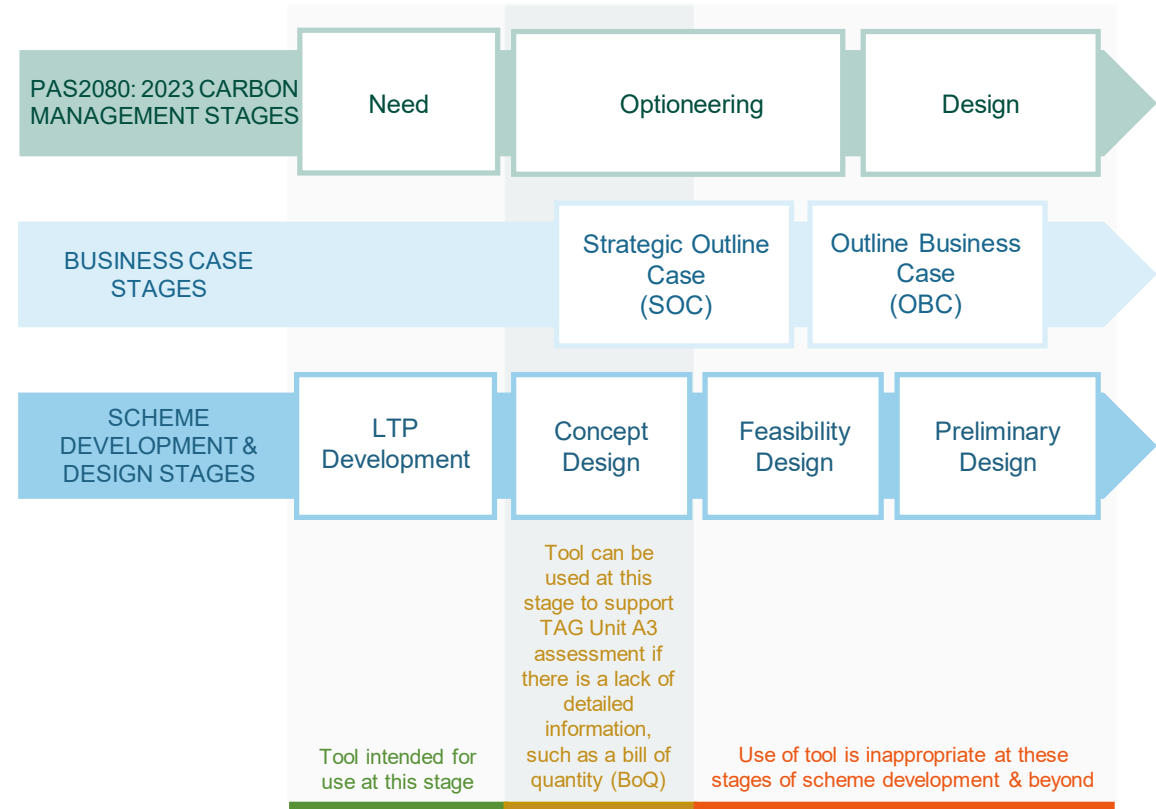 PAS2080: 2023 CARBON
MANAGEMENT STAGES
Need
Optioneering
Design
BUSINESS CASE
STAGES
Strategic Outline
Case
(SOC)
Outline Business
Case
(OBC)
SCHEME
DEVELOPMENT &
DESIGN STAGES
LTP
Development
Concept
Design
Feasibility
Design
Preliminary
Design
Tool intended for
use at this stage
Tool can be
used at this
stage to support
TAG Unit A3
assessment if
there is a lack of
detailed
information,
such as a bill of
quantity (BoQ)
Use of tool is inappropriate at these
stages of scheme development & beyond